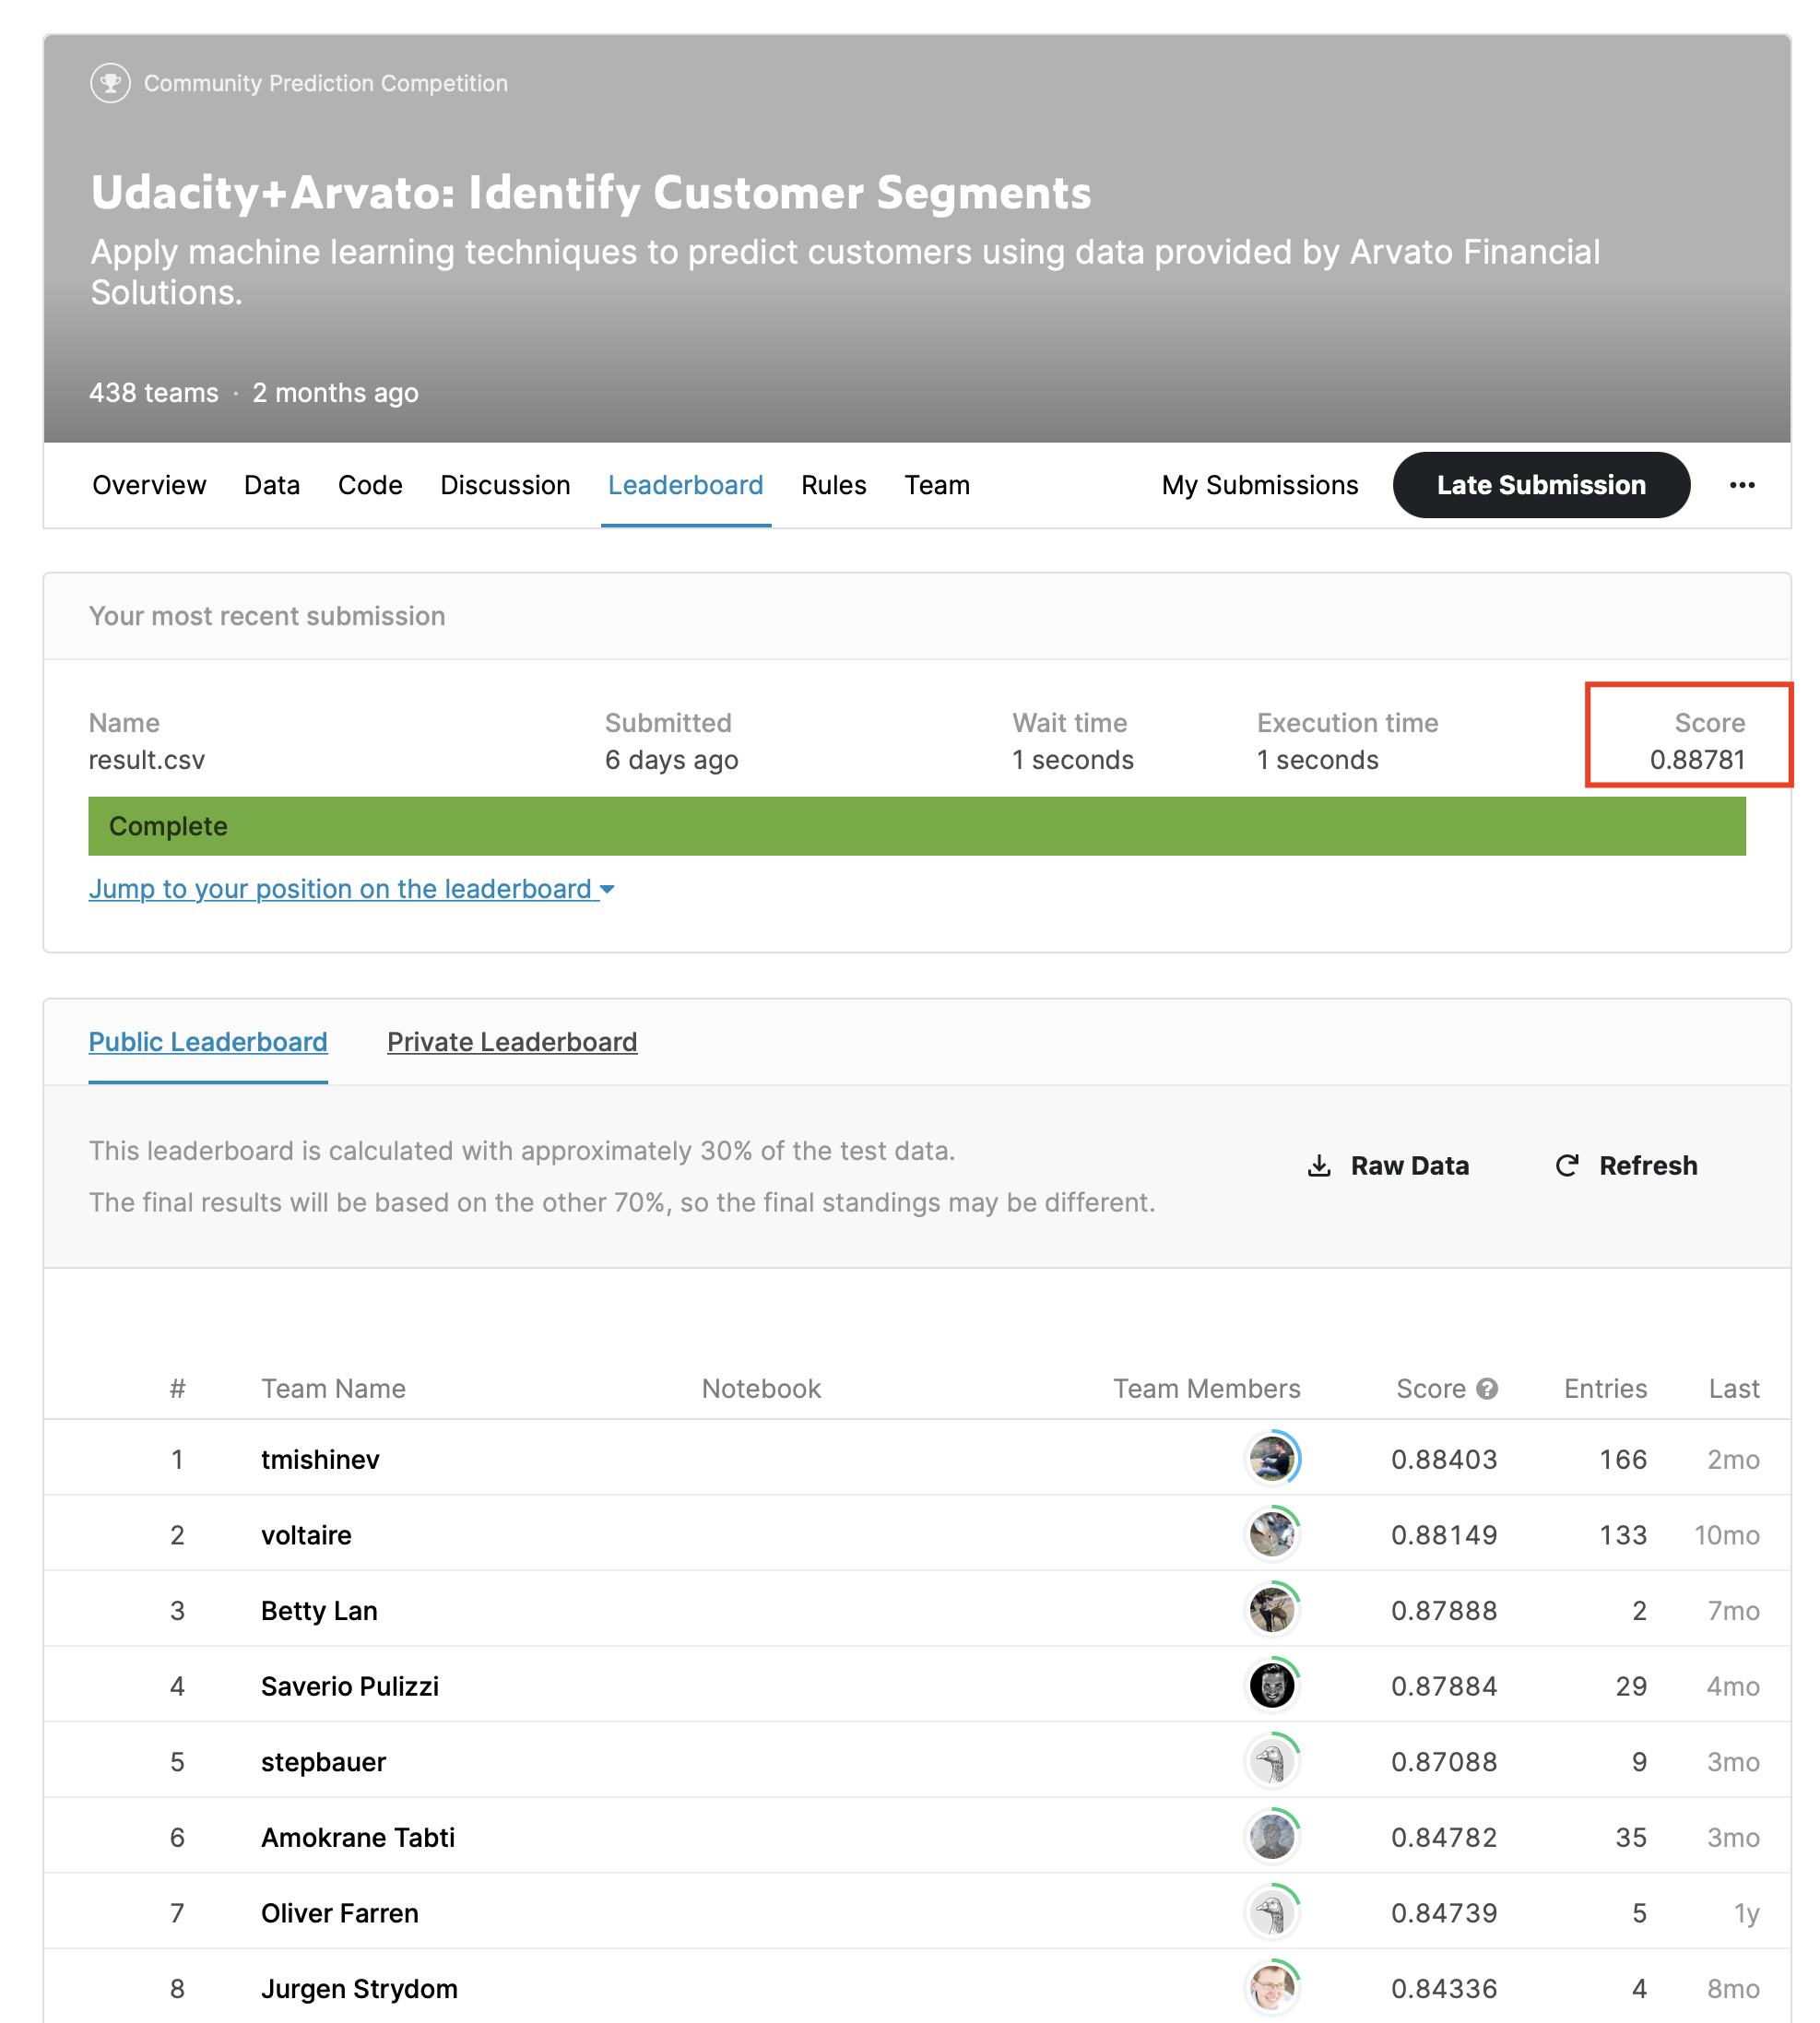 Community Prediction Competition
Udacity+Arvato: Identify Customer Segments
Apply machine learning techniques to predict customers using data provided by Arvato Financial
Solutions.
438 teams · 2 months ago
Overview Data Code Discussion Leaderboard Rules Team My Submissions Late Submission ...
Your most recent submission
Name Submitted Wait time Execution time Score
result.csv 6 days ago 1 seconds 1 seconds 0.88781
Complete
Jump to your position on the leaderboard
Public Leaderboard Private Leaderboard
This leaderboard is calculated with approximately 30% of the test data.
The final results will be based on the other 70%, so the final standings may be different.
Raw Data Refresh
# Team Name Notebook Team Members Score ? Entries Last
1 tmishinev 0.88403 166 2mo
2 voltaire 0.88149 133 10mo
3 Betty Lan 0.87888 2 7mo
4 Saverio Pulizzi 0.87884 29 4mo
5 stepbauer 0.87088 9 3mo
6 Amokrane Tabti 0.84782 35 3mo
7 Oliver Farren 0.84739 5 1y
8 Jurgen Strydom 0.84336 4 8mo